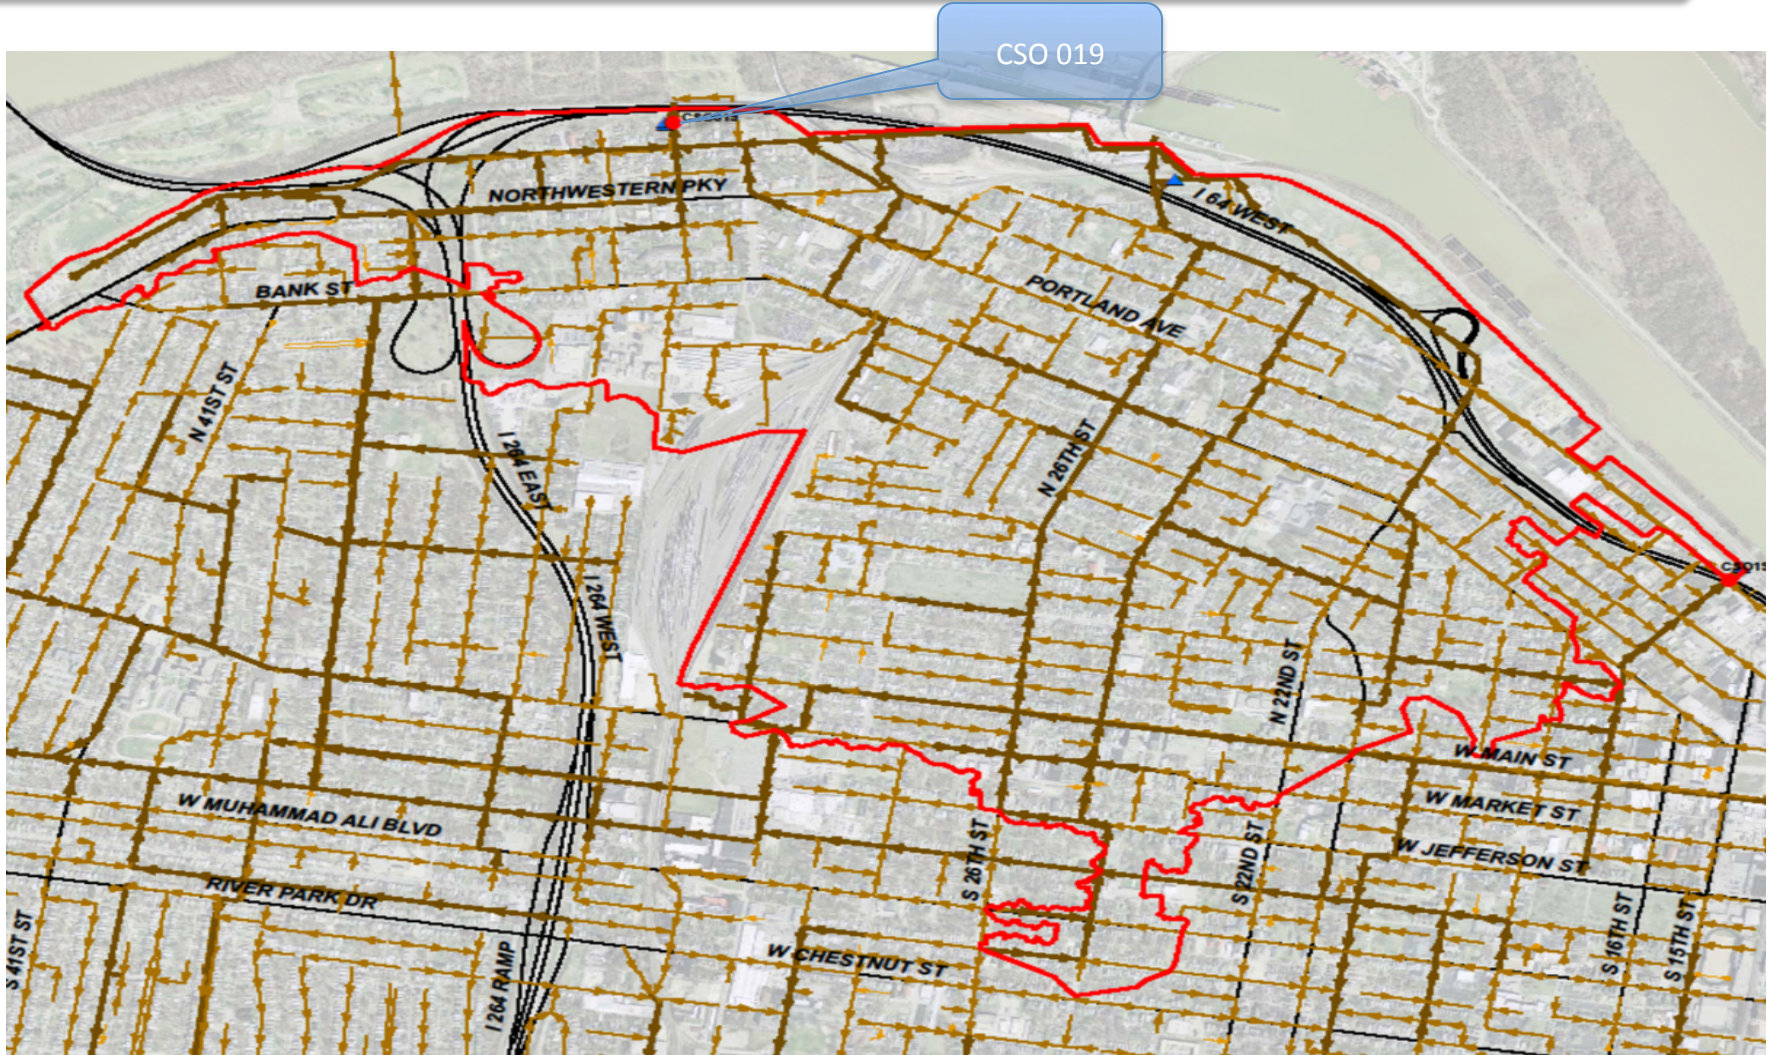 CSO 019
NORTHWESTERN PKY
I 64 WEST
BANK ST
PORTLAND AVE
N 41ST ST
I 264 EAST
N 26TH ST
I 264 WEST
N 22ND ST
W MAIN ST
W MARKET ST
W MUHAMMAD ALI BLVD
W JEFFERSON ST
S 26TH ST
S 22ND ST
RIVER PARK DR
S 41ST ST
I 264 RAMP
W CHESTNUT ST
S 16TH ST
S 15TH ST